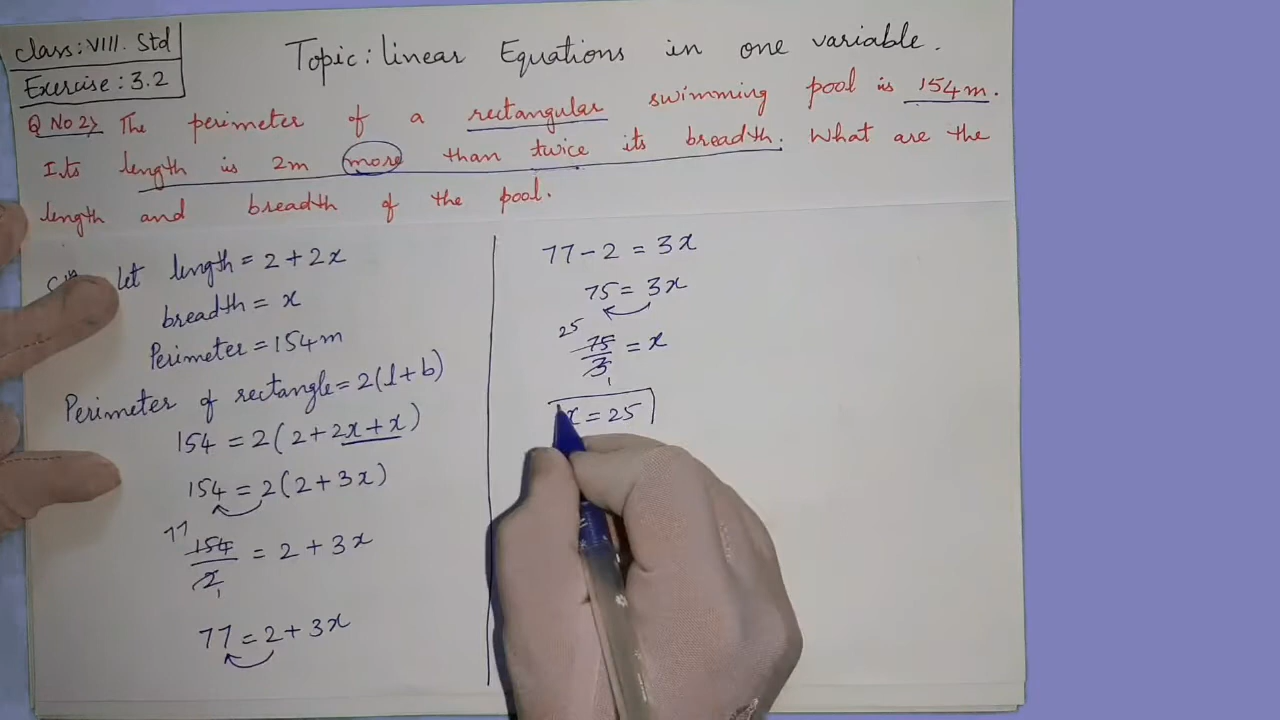 Class: VIII. Std
Exercise: 3.2
Topic: linear Equations in one variable.
Q No 2) The perimeter of a rectangular swimming pool is 154m.
Its length is 2m more than twice its breadth. What are the
length and breadth of the pool.
let length = 2 + 2x
breadth = x
Perimeter = 154m
Perimeter of rectangle = 2(l+b)
154 = 2(2+2x+x)
154 = 2(2+3x)
77
154/2 = 2+3x
1
77 = 2+3x
77-2 = 3x
75 = 3x
25
75/3 = x
1
x = 25